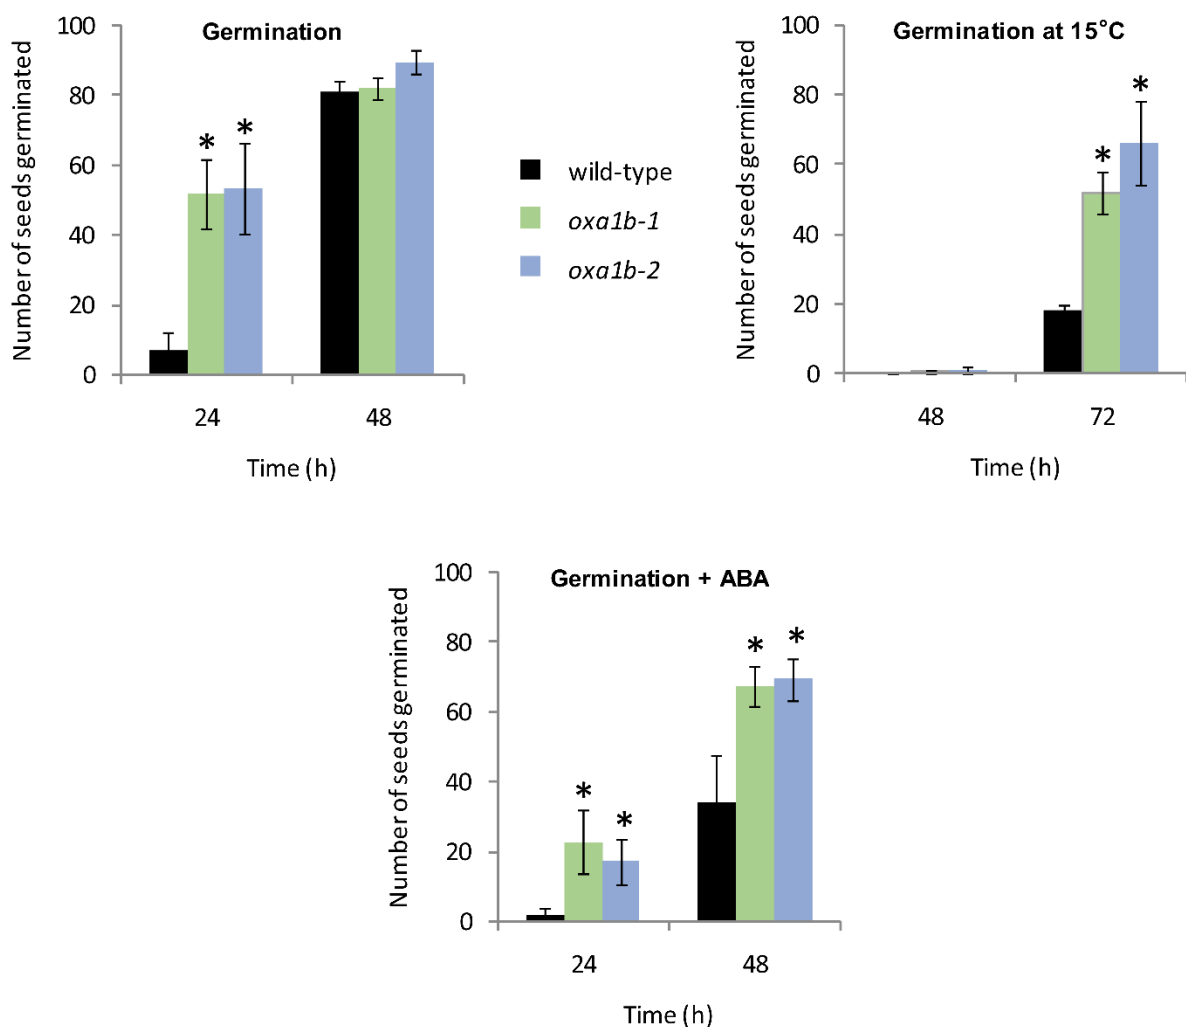 Germination
Number of seeds germinated
100
80
60
40
20
0
* *
24 48
Time (h)
wild-type
oxa1b-1
oxa1b-2
Germination at 15°C
Number of seeds germinated
100
80
60
40
20
0
* *
48 72
Time (h)
Germination + ABA
Number of seeds germinated
100
80
60
40
20
0
* * * *
24 48
Time (h)